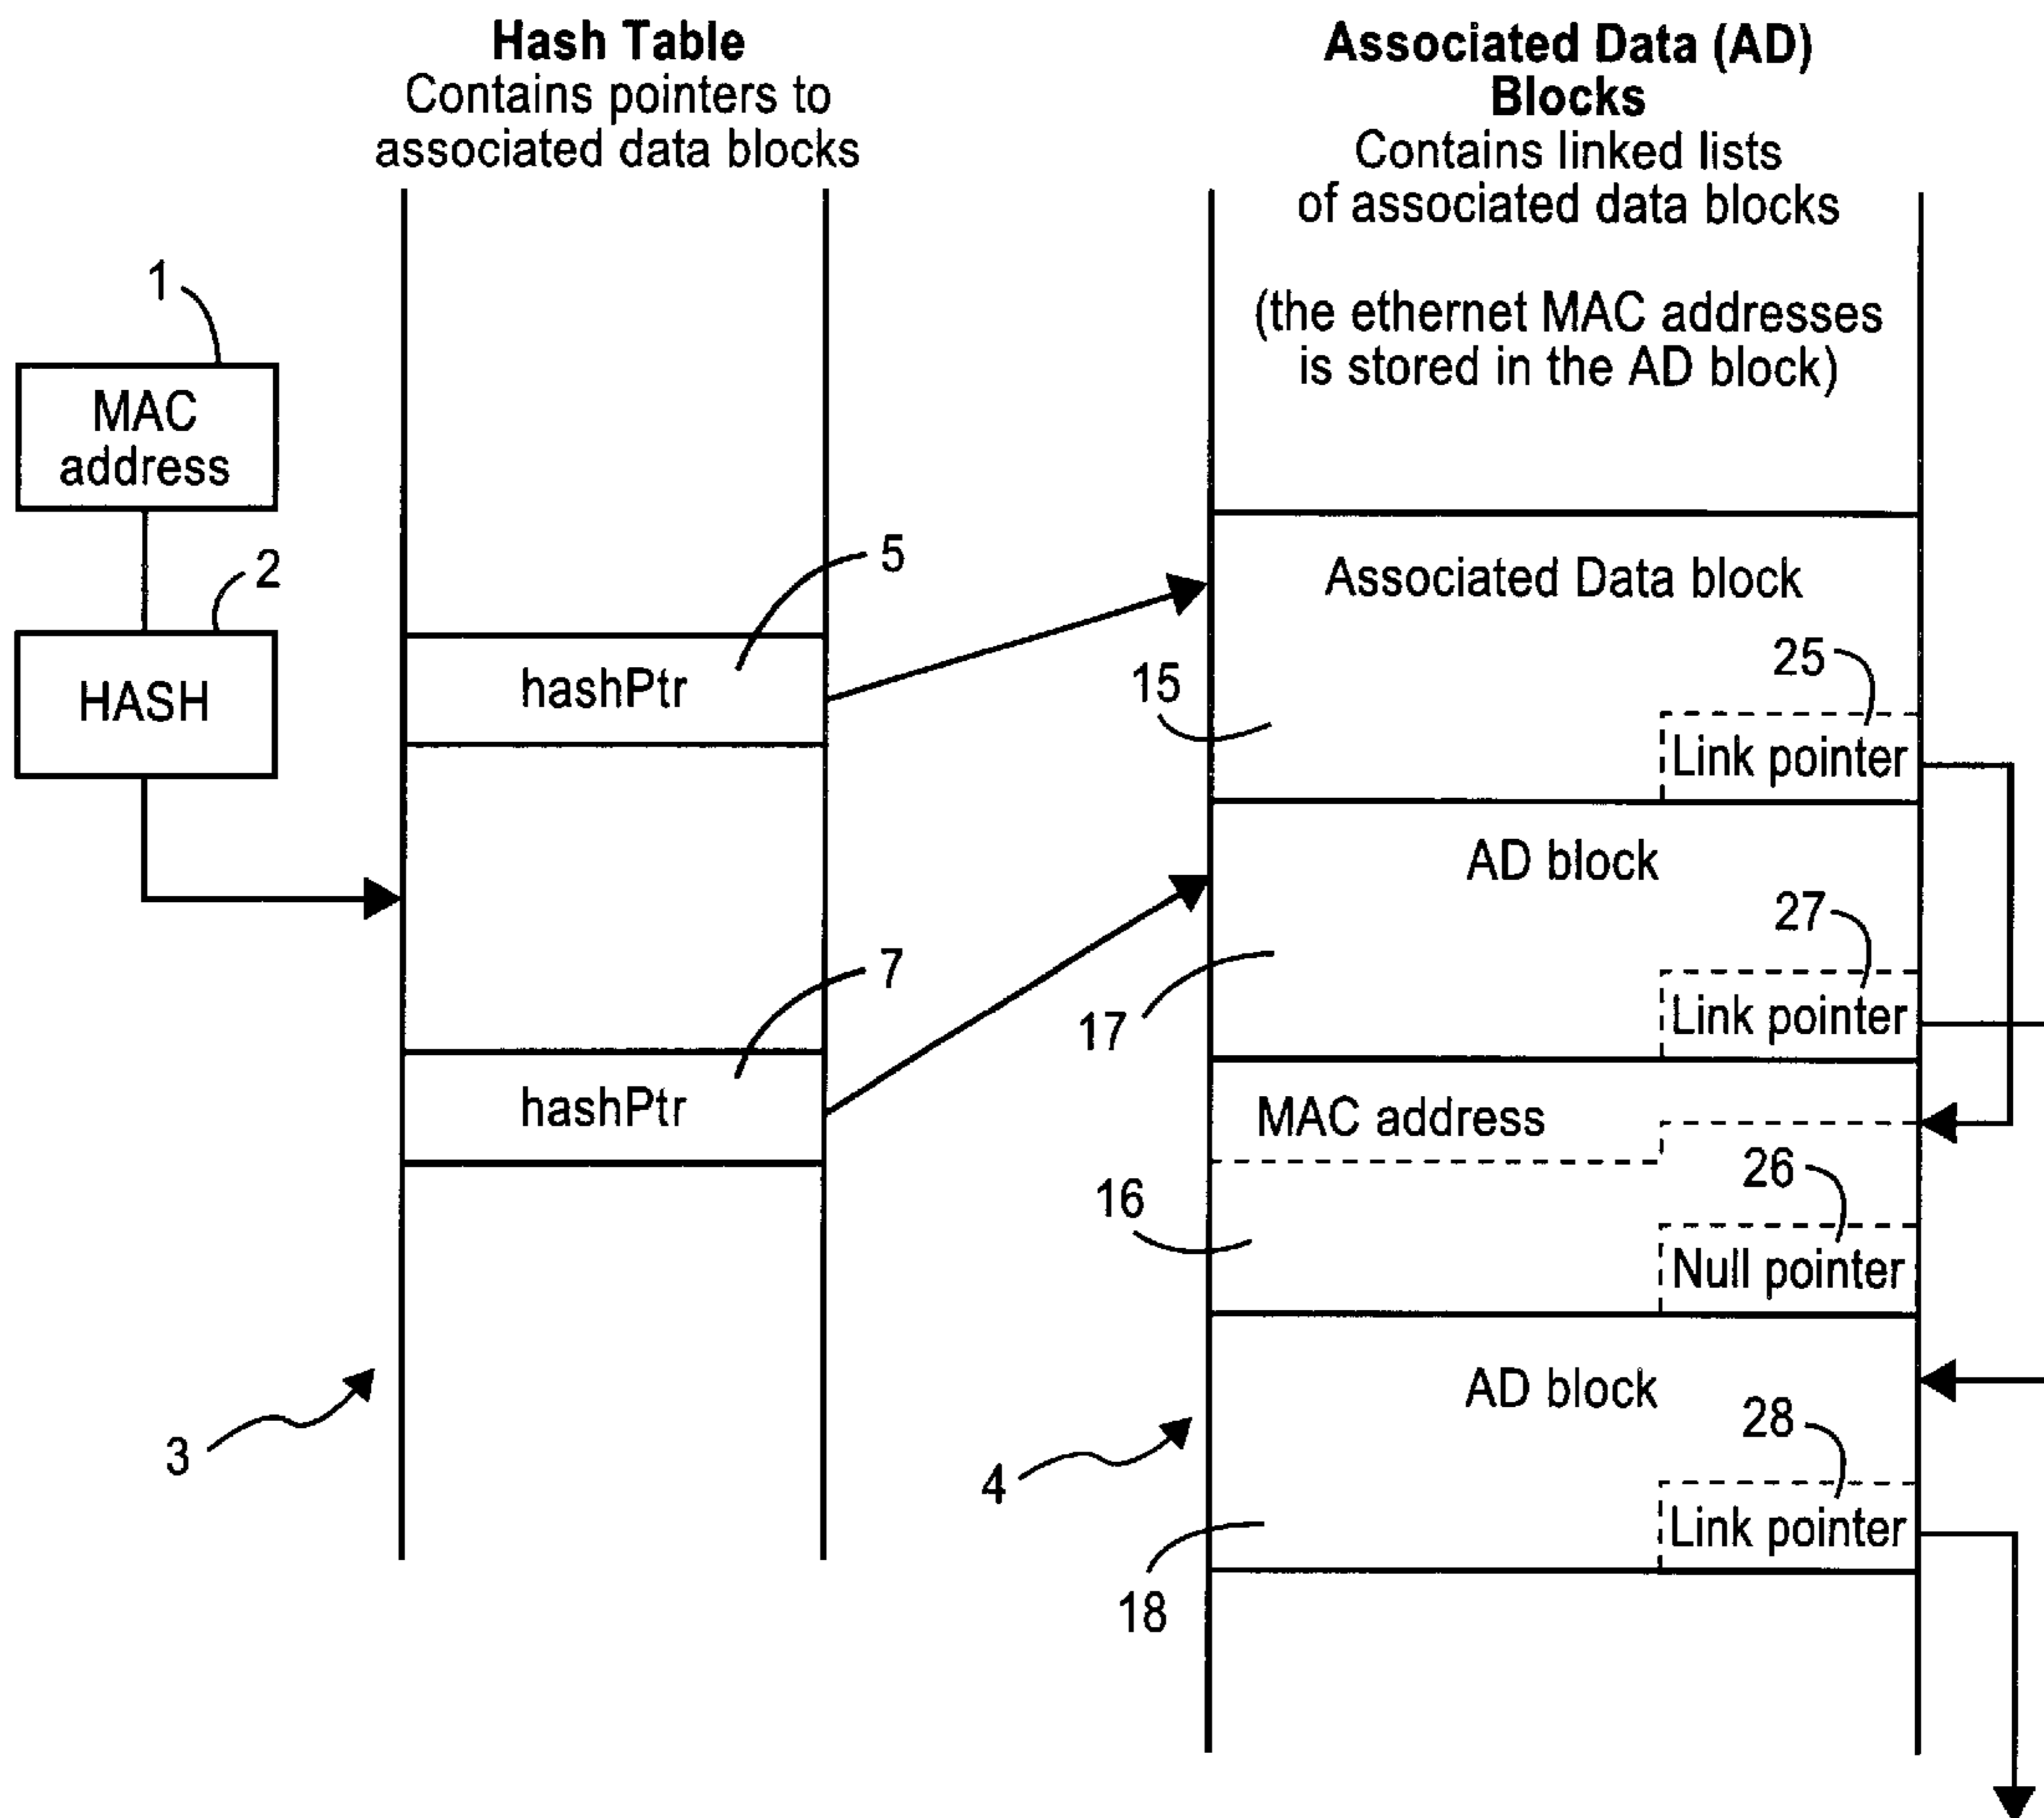 Hash Table
Contains pointers to
associated data blocks
Associated Data (AD)
Blocks
Contains linked lists
of associated data blocks
(the ethernet MAC addresses
is stored in the AD block)
1
MAC
address
2
HASH
5
hashPtr
7
hashPtr
3
Associated Data block
15
25
Link pointer
AD block
17
27
Link pointer
MAC address
16
26
Null pointer
AD block
4
28
Link pointer
18